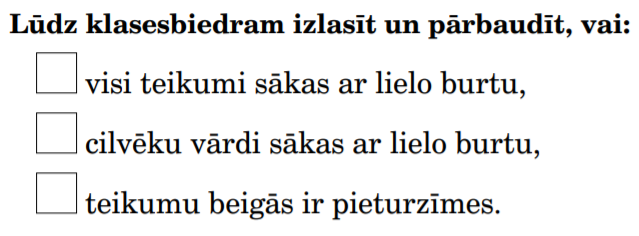 Lūdz klasesbiedram izlasīt un pārbaudīt, vai:
visi teikumi sākas ar lielo burtu,
cilvēku vārdi sākas ar lielo burtu,
teikumu beigās ir pieturzīmes.